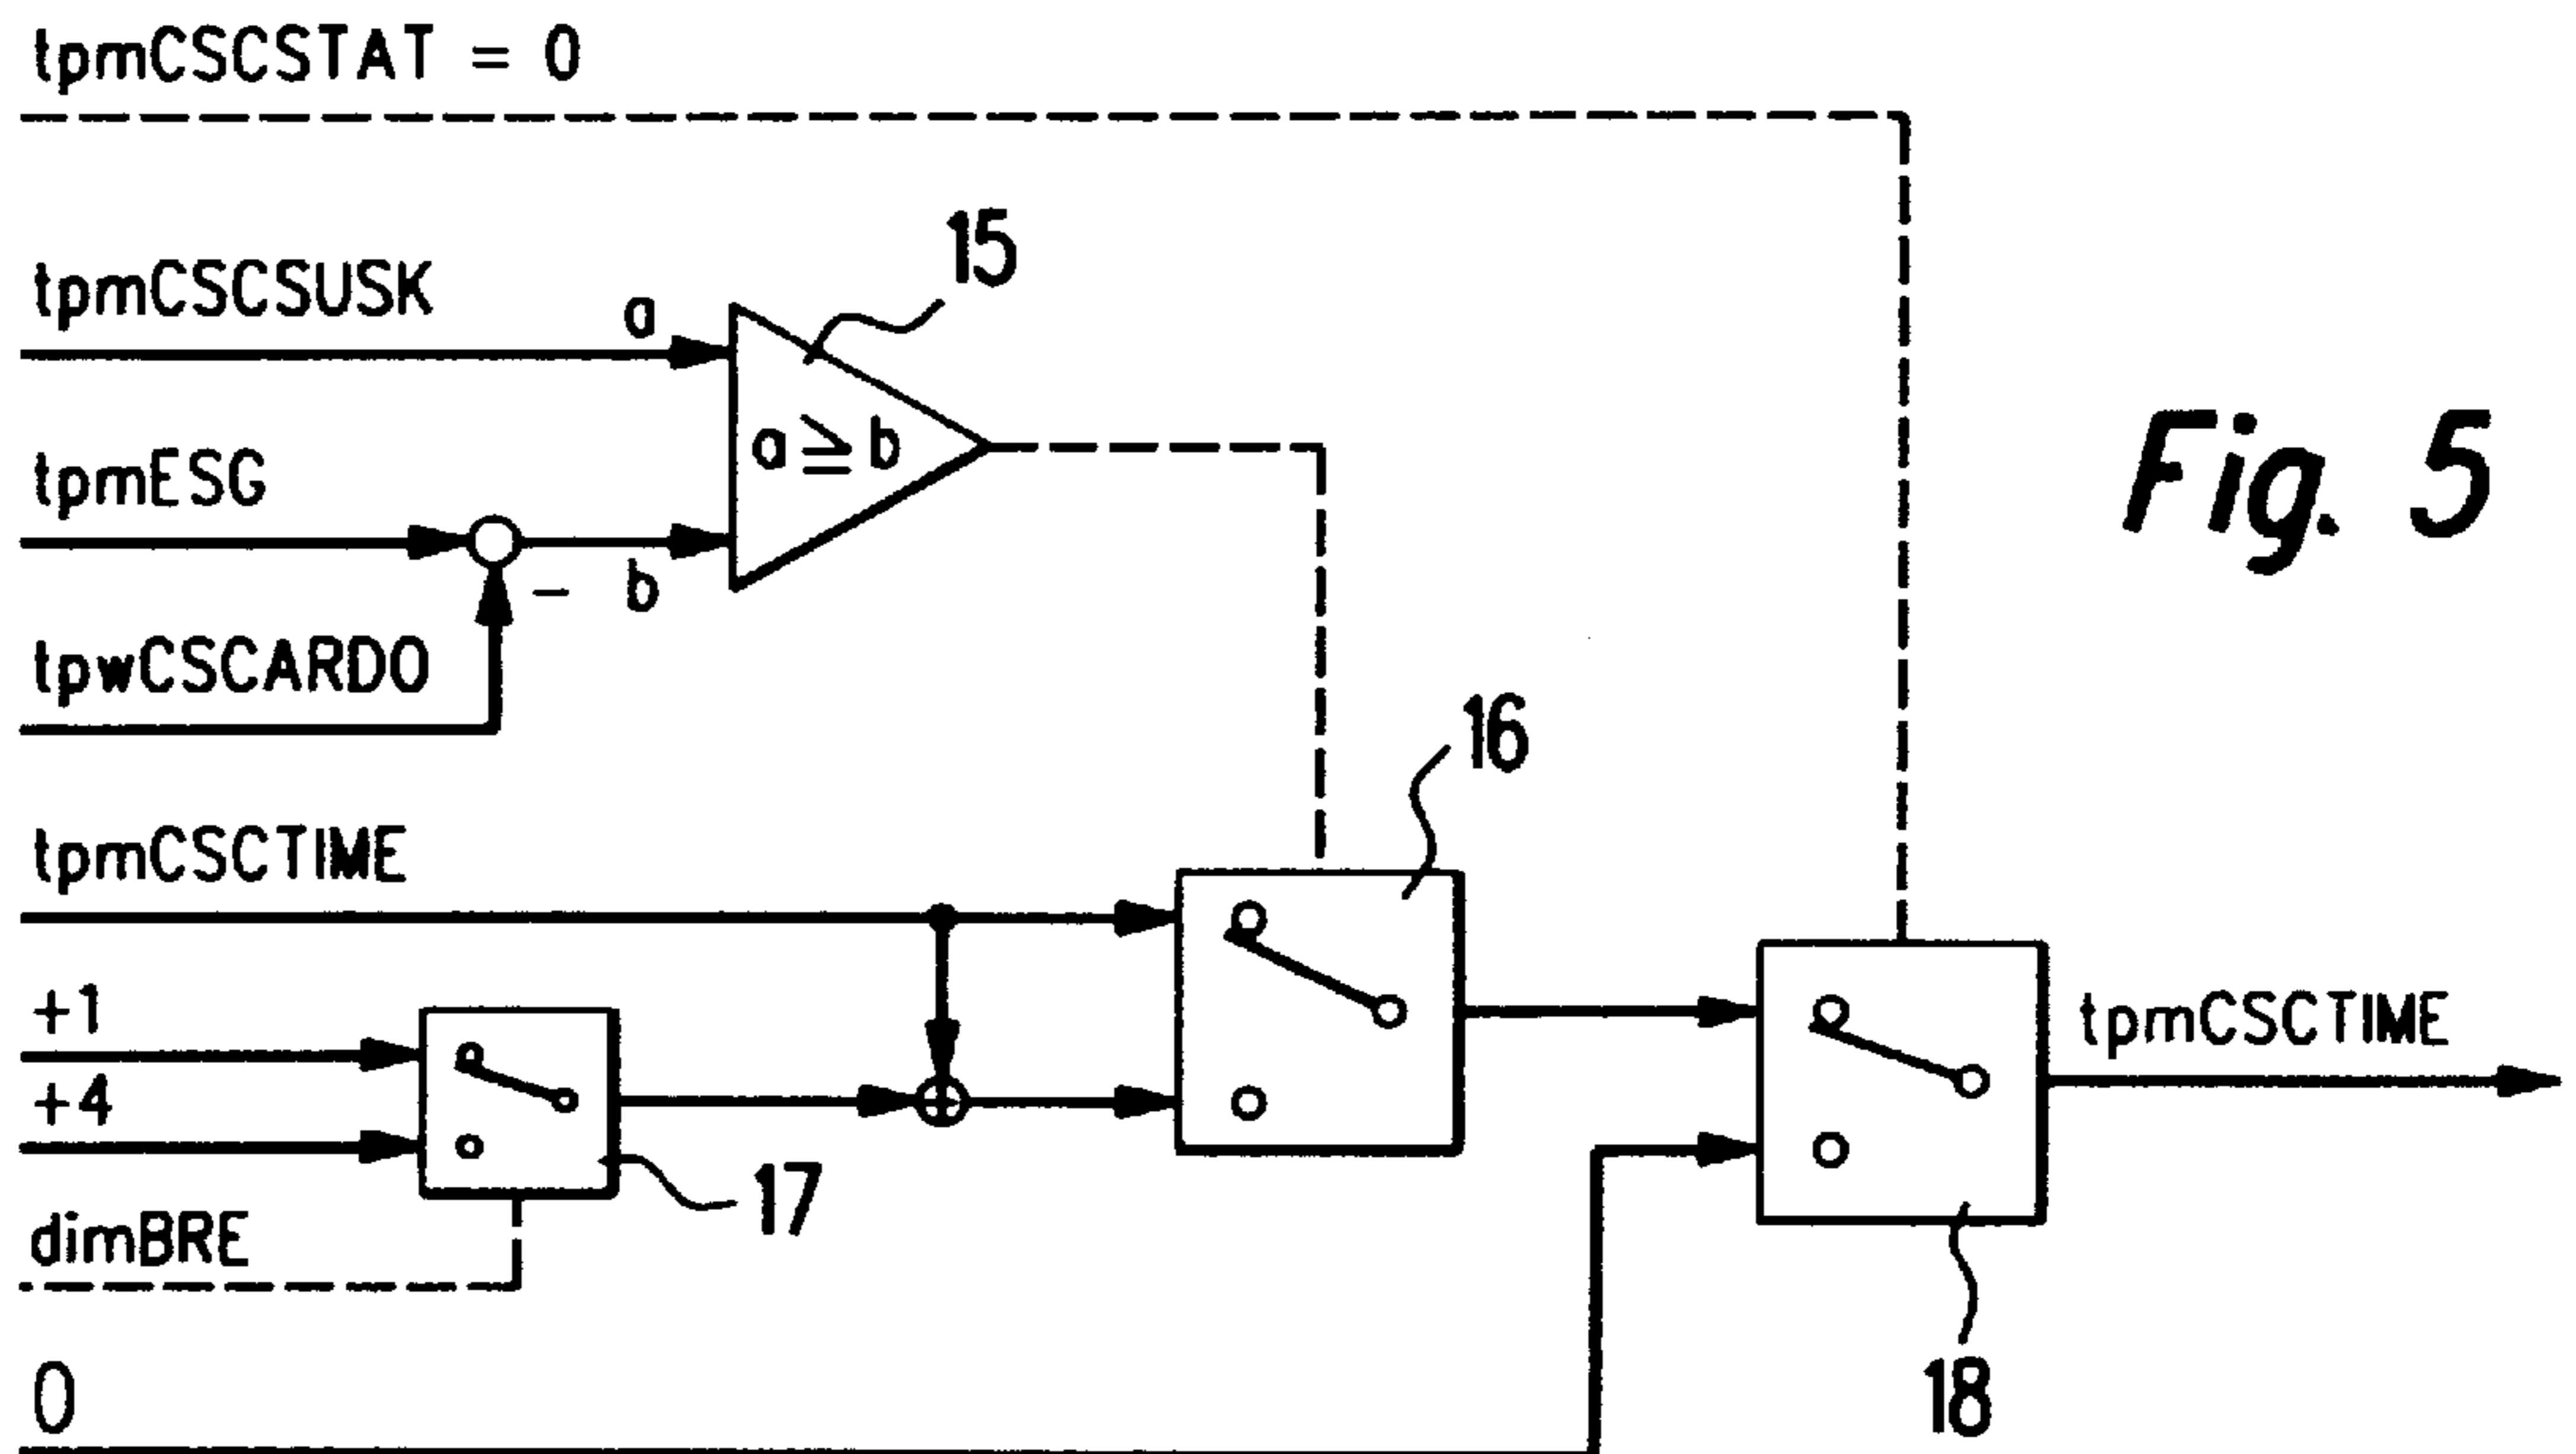 tpmCSCSTAT = 0
15
tpmCSCSUSK
a
a ≧ b
Fig. 5
tpmESG
- b
tpwCSCARDO
16
tpmCSCTIME
+1
tpmCSCTIME
+4
17
dimBRE
18
0